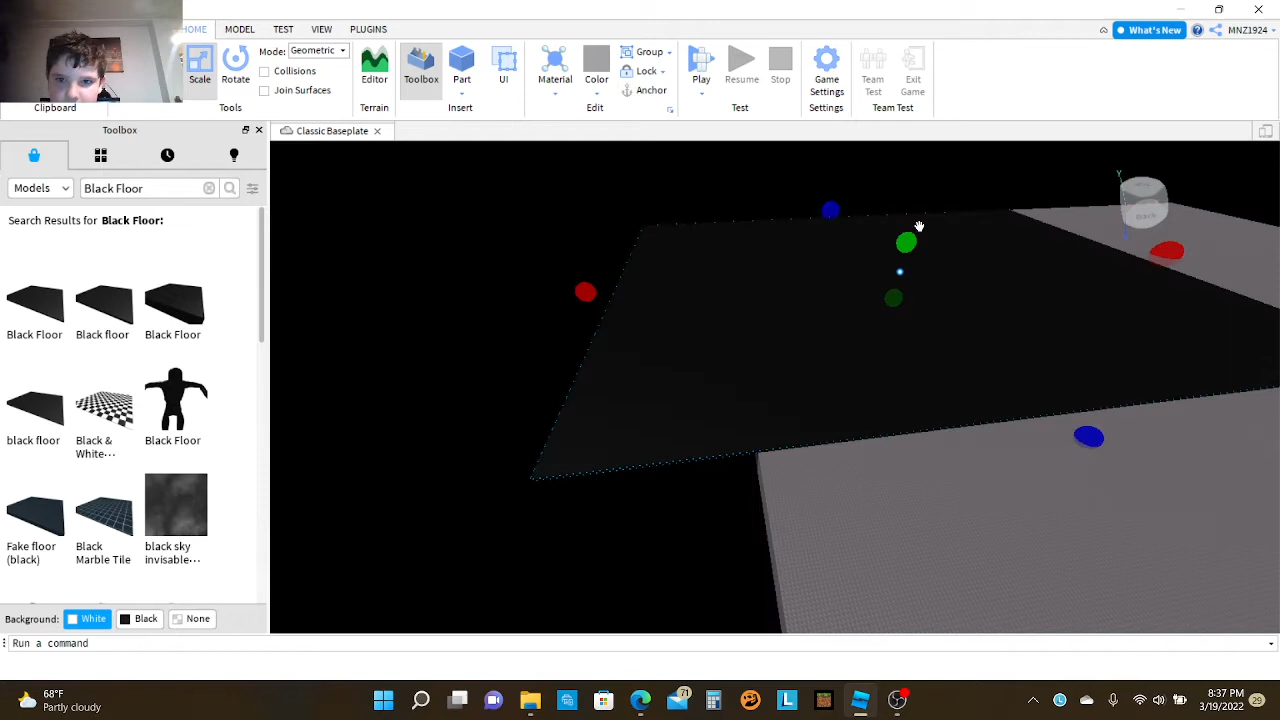 HOME MODEL TEST VIEW PLUGINS
What's New
MNZ1924
Scale
Rotate
Mode: Geometric
Collisions
Join Surfaces
Editor
Toolbox
Part
UI
Material
Color
Group
Lock
Anchor
Play
Resume
Stop
Game Settings
Team Test
Exit Game
Clipboard
Tools
Terrain
Insert
Edit
Test
Settings
Team Test
Toolbox
Classic Baseplate
Models
Black Floor
Search Results for Black Floor:
Black Floor
Black floor
Black Floor
black floor
Black & White···
Black Floor
Fake floor (black)
Black Marble Tile
black sky invisable···
Background: White Black None
Run a command
68°F
Partly cloudy
71
8:37 PM
3/19/2022
29